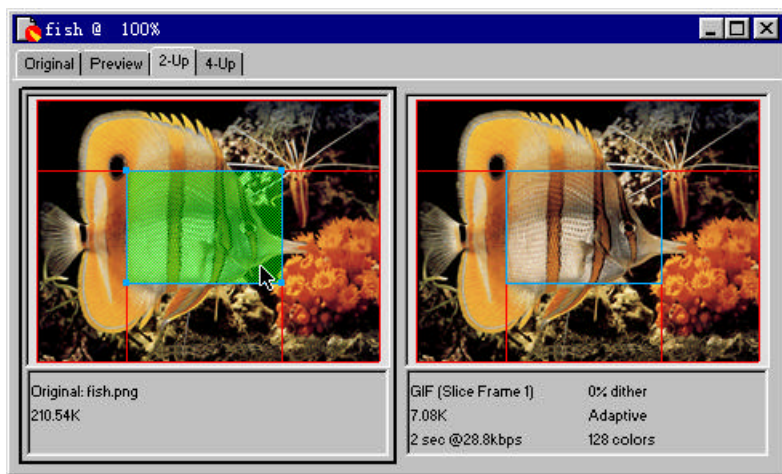 fish @ 100%
Original Preview 2-Up 4-Up
Original: fish.png
210.54K
GIF (Slice Frame 1) 0% dither
7.08K Adaptive
2 sec @28.8kbps 128 colors